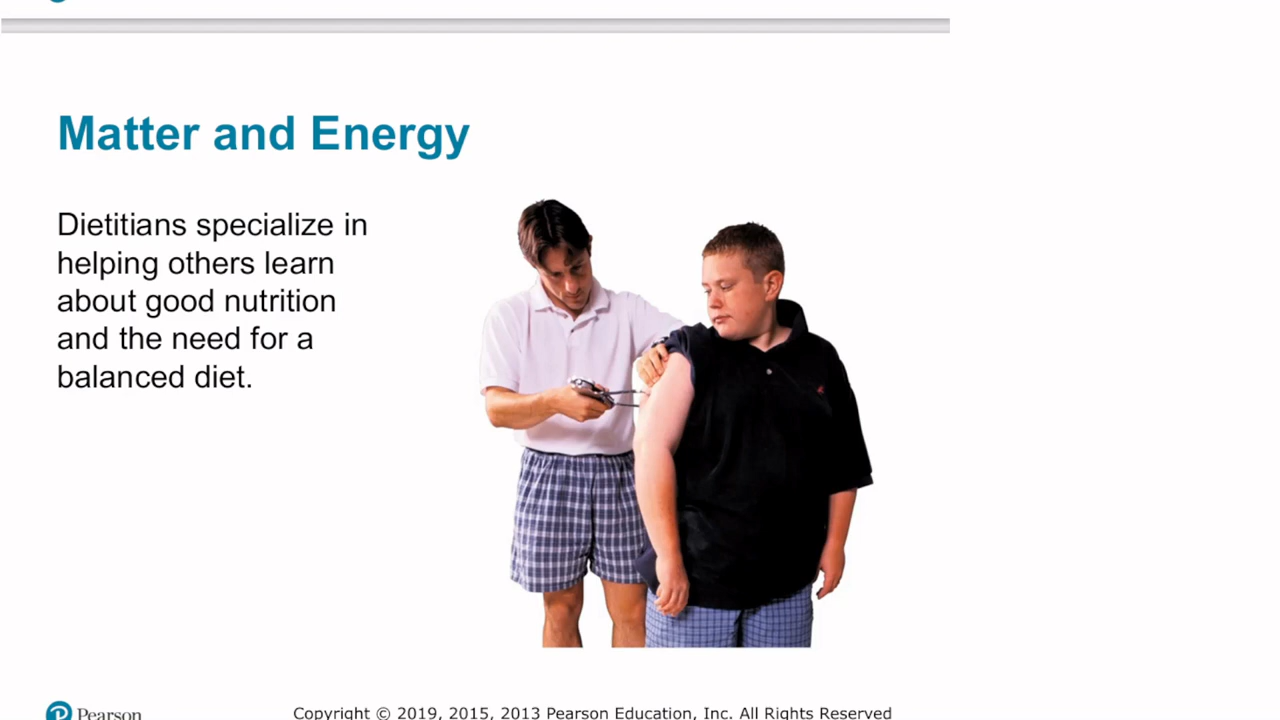 Matter and Energy
Dietitians specialize in
helping others learn
about good nutrition
and the need for a
balanced diet.
Pearson
Copyright © 2019, 2015, 2013 Pearson Education, Inc. All Rights Reserved